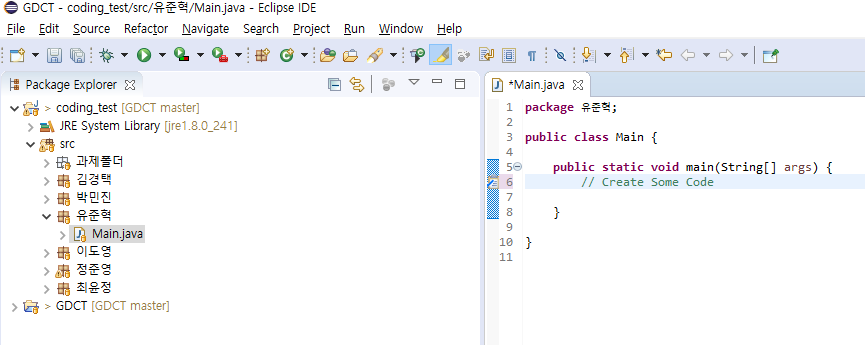 GDCT - coding_test/src/유준혁/Main.java - Eclipse IDE
File Edit Source Refactor Navigate Search Project Run Window Help
Package Explorer
> coding_test [GDCT master]
JRE System Library [jre1.8.0_241]
> src
과제폴더
김경택
박민진
유준혁
Main.java
이도영
정준영
최윤정
> GDCT [GDCT master]
*Main.java
1 package 유준혁;
2
3 public class Main {
4
5 public static void main(String[] args) {
6 // Create Some Code
7
8 }
9
10 }
11